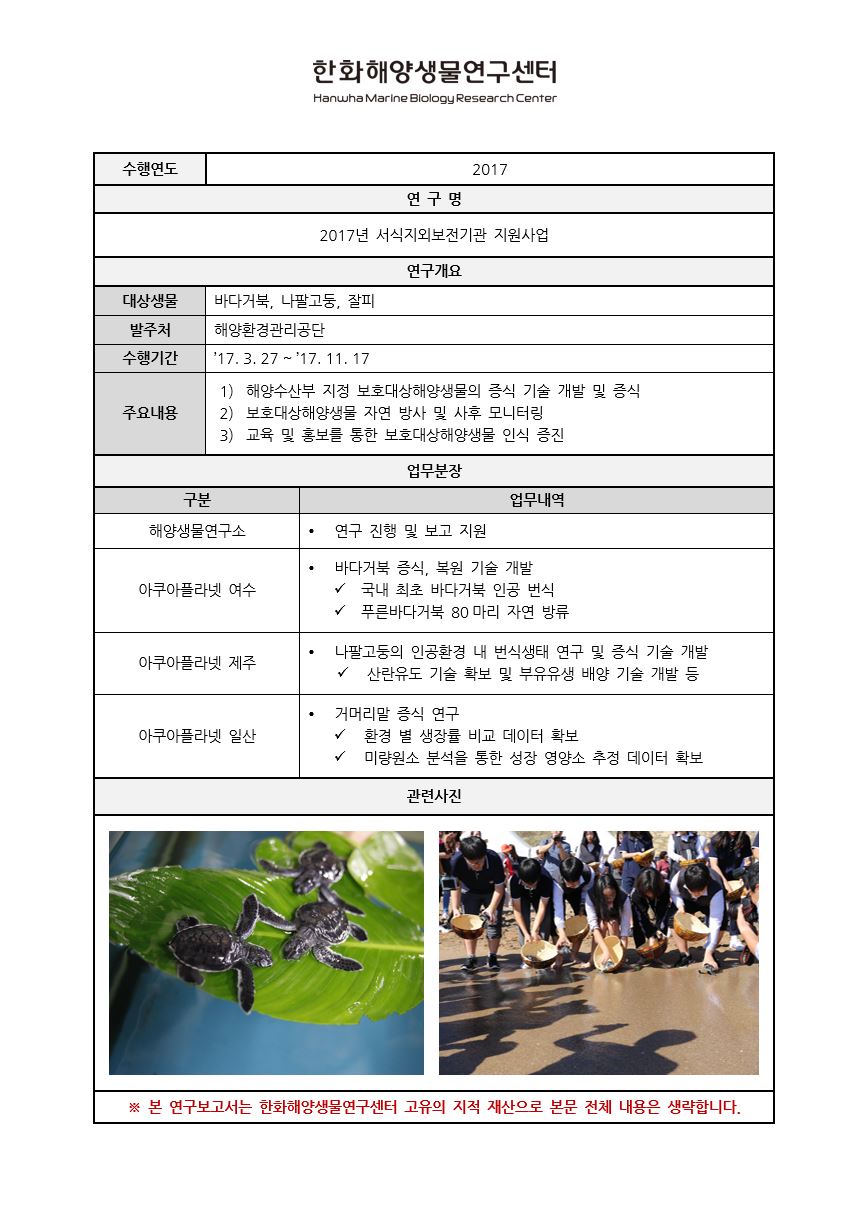 한화해양생물연구센터
Hanwha Marine Biology Research Center
수행연도 2017
연 구 명
2017년 서식지외보전기관 지원사업
연구개요
대상생물 바다거북, 나팔고둥, 잘피
발주처 해양환경관리공단
수행기간 ’17. 3. 27 ~ ’17. 11. 17
주요내용
1) 해양수산부 지정 보호대상해양생물의 증식 기술 개발 및 증식
2) 보호대상해양생물 자연 방사 및 사후 모니터링
3) 교육 및 홍보를 통한 보호대상해양생물 인식 증진
업무분장
구분 업무내역
해양생물연구소 • 연구 진행 및 보고 지원
아쿠아플라넷 여수
• 바다거북 증식, 복원 기술 개발
✓ 국내 최초 바다거북 인공 번식
✓ 푸른바다거북 80마리 자연 방류
아쿠아플라넷 제주
• 나팔고둥의 인공환경 내 번식생태 연구 및 증식 기술 개발
✓ 산란유도 기술 확보 및 부유유생 배양 기술 개발 등
아쿠아플라넷 일산
• 거머리말 증식 연구
✓ 환경 별 생장률 비교 데이터 확보
✓ 미량원소 분석을 통한 성장 영양소 추정 데이터 확보
관련사진
※ 본 연구보고서는 한화해양생물연구센터 고유의 지적 재산으로 본문 전체 내용은 생략합니다.